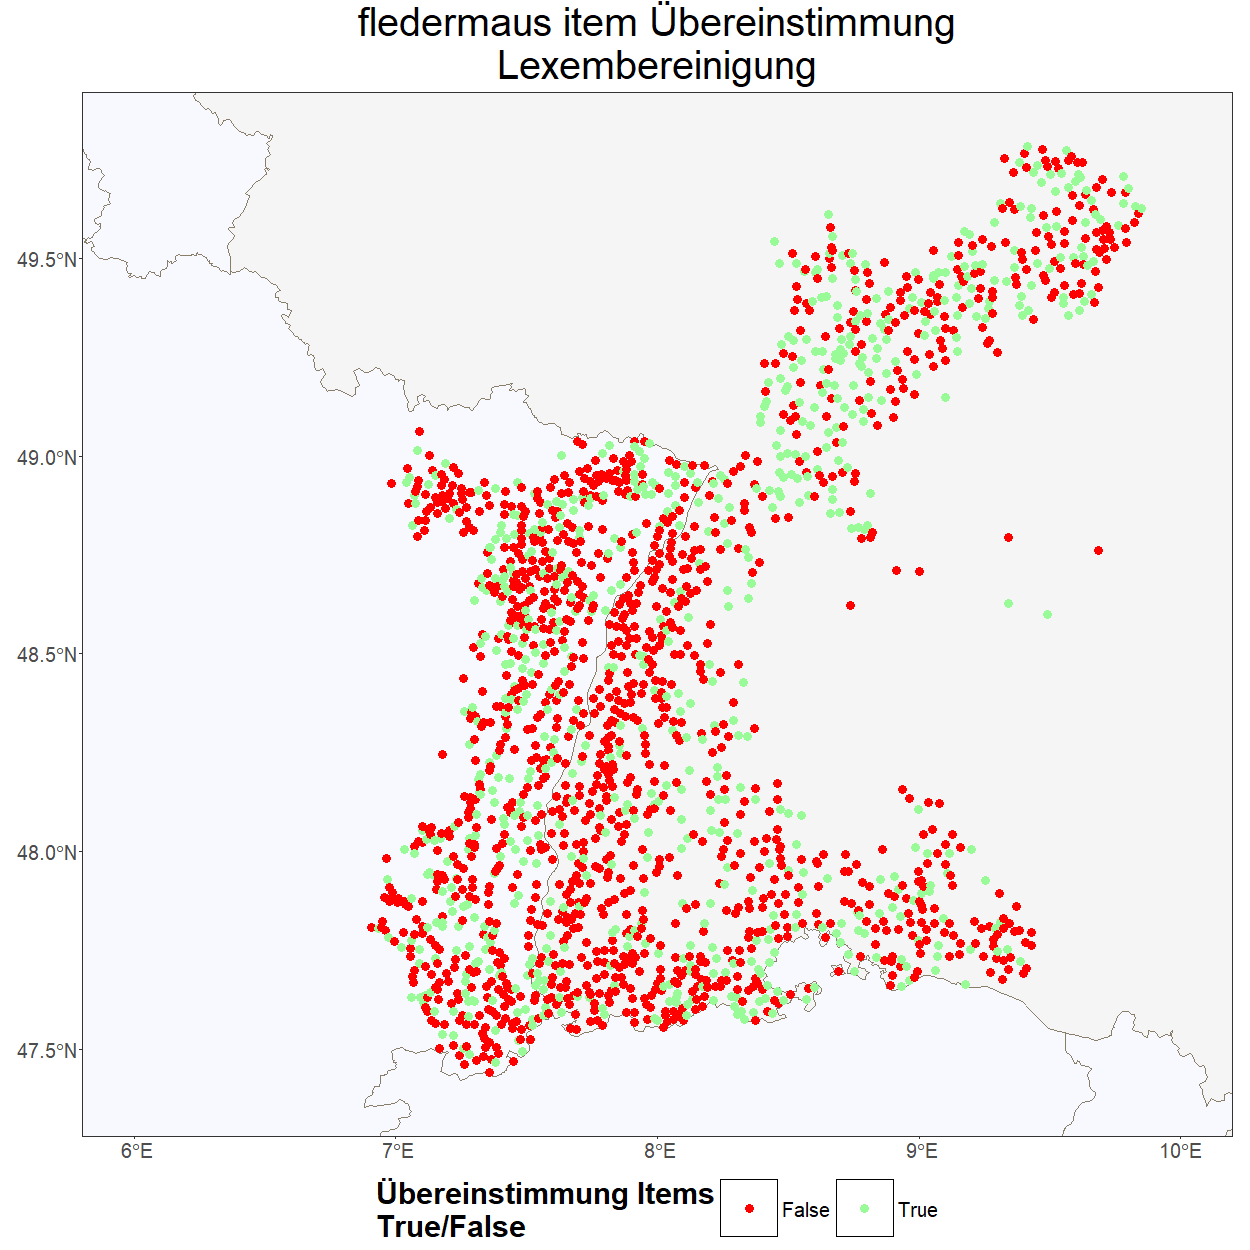 fledermaus item Übereinstimmung
Lexembereinigung
49.5°N
49.0°N
48.5°N
48.0°N
47.5°N
6°E
7°E
8°E
9°E
10°E
Übereinstimmung Items
True/False
False
True